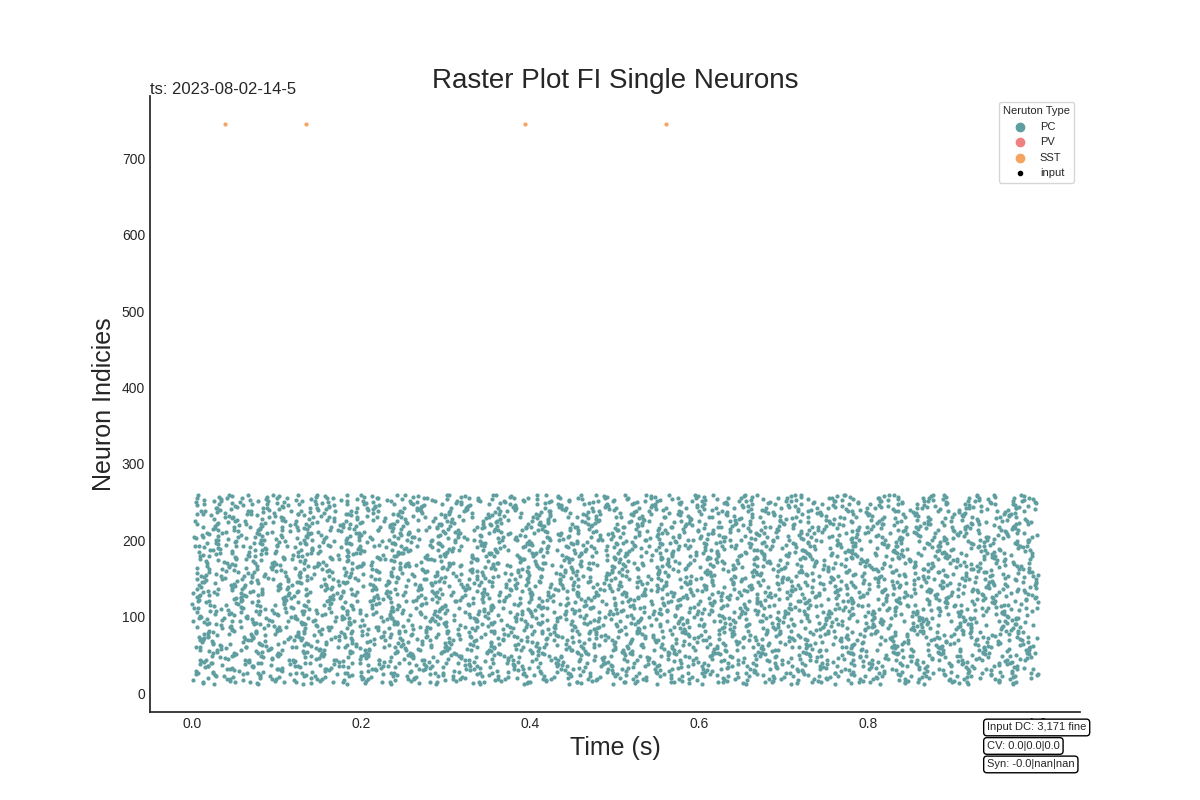 Raster Plot FI Single Neurons
ts: 2023-08-02-14-5
Neruton Type
PC
PV
SST
input
Neuron Indicies
700
600
500
400
300
200
100
0
0.0 0.2 0.4 0.6 0.8
Time (s)
Input DC: 3,171 fine
CV: 0.0|0.0|0.0
Syn: -0.0|nan|nan